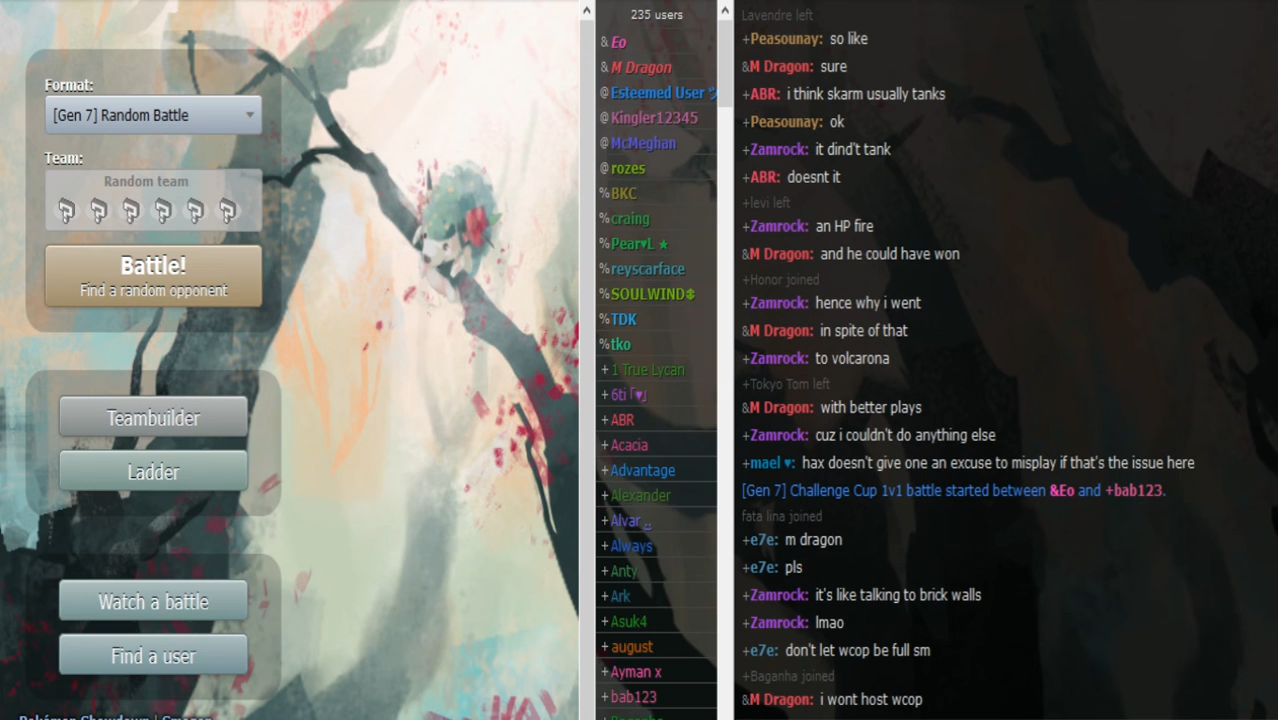 Format:
[Gen 7] Random Battle
Team:
Random team
Battle!
Find a random opponent
Teambuilder
Ladder
Watch a battle
Find a user
Pokémon Showdown | Smogon
235 users
& Eo
& M Dragon
@Esteemed User
@Kingler12345
@McMeghan
@rozes
%BKC
%craing
%Pear♥L ★
%reyscarface
%SOULWIND
%TDK
%tko
+1 True Lycan
+6ti「♥」
+ABR
+Acacia
+Advantage
+Alexander
+Alvar
+Always
+Anty
+Ark
+Asuk4
+august
+Ayman x
+bab123
Lavendre left
+Peasounay: so like
&M Dragon: sure
+ABR: i think skarm usually tanks
+Peasounay: ok
+Zamrock: it dind't tank
+ABR: doesnt it
+levi left
+Zamrock: an HP fire
&M Dragon: and he could have won
+Honor joined
+Zamrock: hence why i went
&M Dragon: in spite of that
+Zamrock: to volcarona
+Tokyo Tom left
&M Dragon: with better plays
+Zamrock: cuz i couldn't do anything else
+mael ♥: hax doesn't give one an excuse to misplay if that's the issue here
[Gen 7] Challenge Cup 1v1 battle started between &Eo and +bab123.
fata lina joined
+e7e: m dragon
+e7e: pls
+Zamrock: it's like talking to brick walls
+Zamrock: lmao
+e7e: don't let wcop be full sm
+Baganha joined
&M Dragon: i wont host wcop